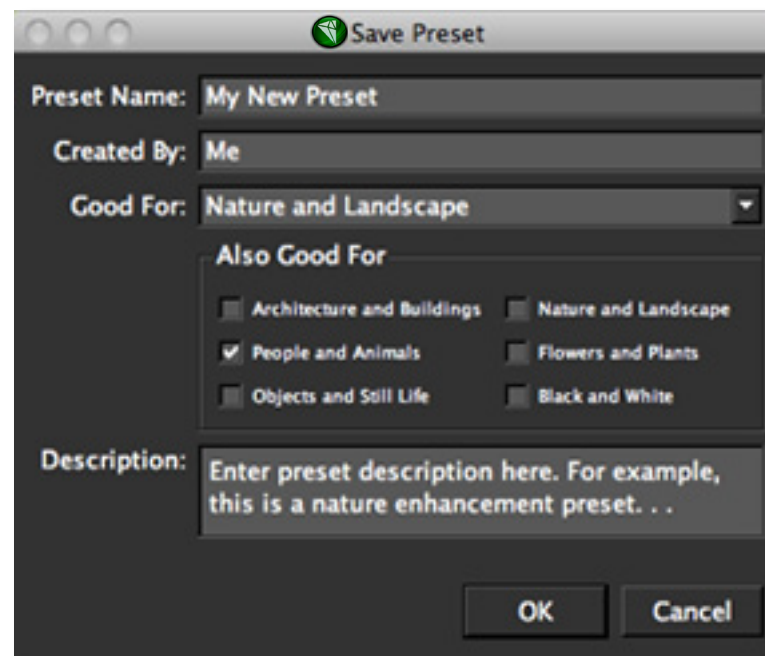 Save Preset
Preset Name: My New Preset
Created By: Me
Good For: Nature and Landscape
Also Good For
Architecture and Buildings Nature and Landscape
People and Animals Flowers and Plants
Objects and Still Life Black and White
Description: Enter preset description here. For example,
this is a nature enhancement preset. . .
OK Cancel